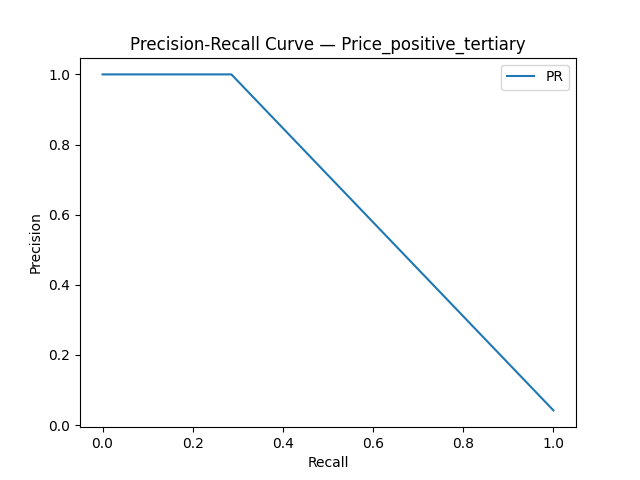 Precision-Recall Curve — Price_positive_tertiary
PR
1.0
0.8
0.6
0.4
0.2
0.0
Precision
0.0 0.2 0.4 0.6 0.8 1.0
Recall